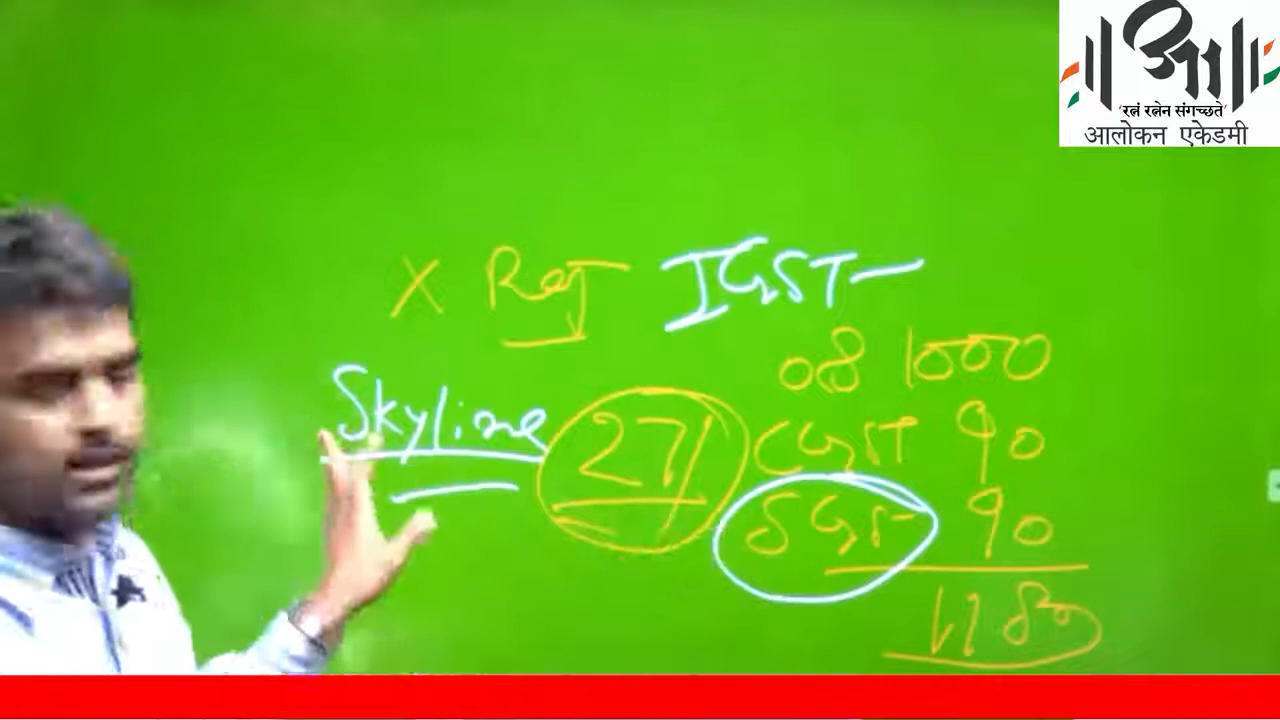 'रत्नं रत्नेन संगच्छते'
आलोकन एकेडमी
X Reg IGST
08 1000
Skyline 27 CGST 90
SGST 90
1180